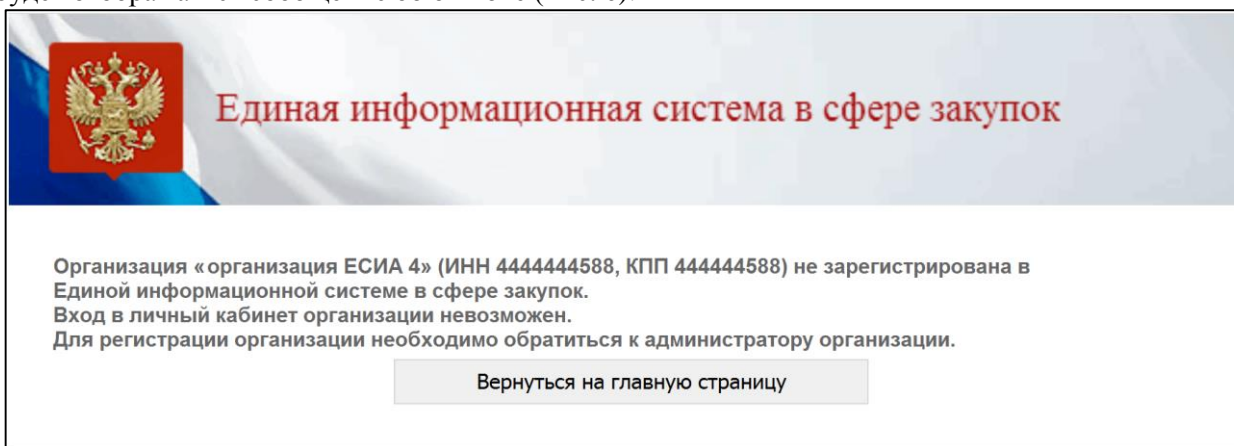 Единая информационная система в сфере закупок
Организация «организация ЕСИА 4» (ИНН 4444444588, КПП 444444588) не зарегистрирована в
Единой информационной системе в сфере закупок.
Вход в личный кабинет организации невозможен.
Для регистрации организации необходимо обратиться к администратору организации.
Вернуться на главную страницу